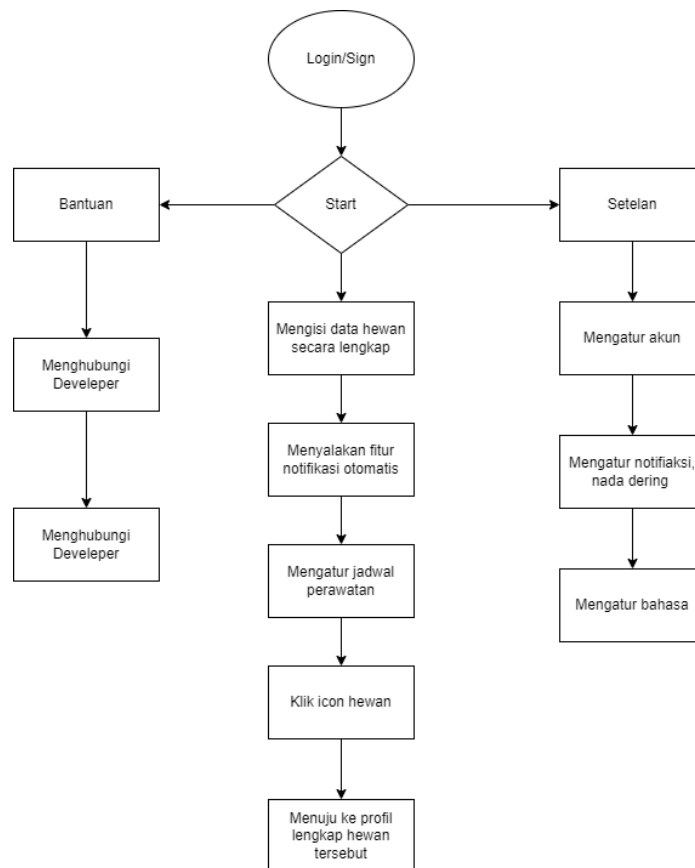 Login/Sign
Bantuan
Start
Setelan
Mengisi data hewan
secara lengkap
Mengatur akun
Menghubungi
Develeper
Menyalakan fitur
notifikasi otomatis
Mengatur notifiaksi,
nada dering
Menghubungi
Develeper
Mengatur jadwal
perawatan
Mengatur bahasa
Klik icon hewan
Menuju ke profil
lengkap hewan
tersebut